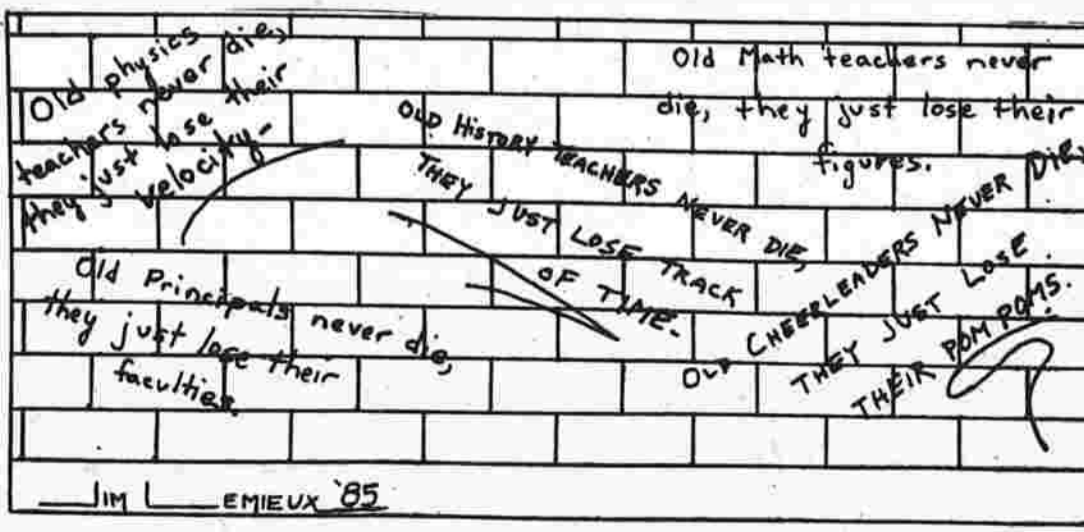 Old physics
teachers never die,
they just lose their
velocity-
Old Math teachers never
die, they just lose their
figures.
OLD HISTORY TEACHERS NEVER DIE,
THEY JUST LOSE TRACK
OF TIME.
OLD CHEERLEADERS NEVER DIE,
THEY JUST LOSE
THEIR POM POMS.
Old Principals never die,
they just lose their
faculties.
JIM LEMIEUX '85